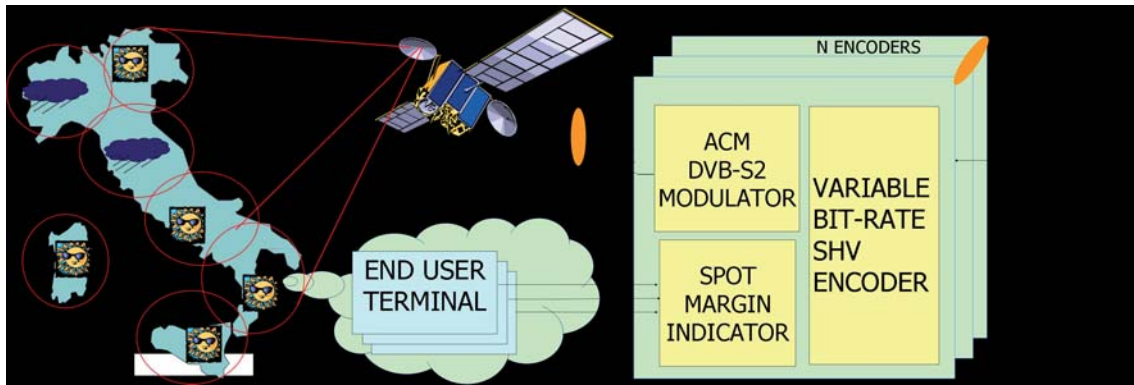 N ENCODERS
ACM
DVB-S2
MODULATOR
VARIABLE
BIT-RATE
SHV
ENCODER
SPOT
MARGIN
INDICATOR
END USER
TERMINAL